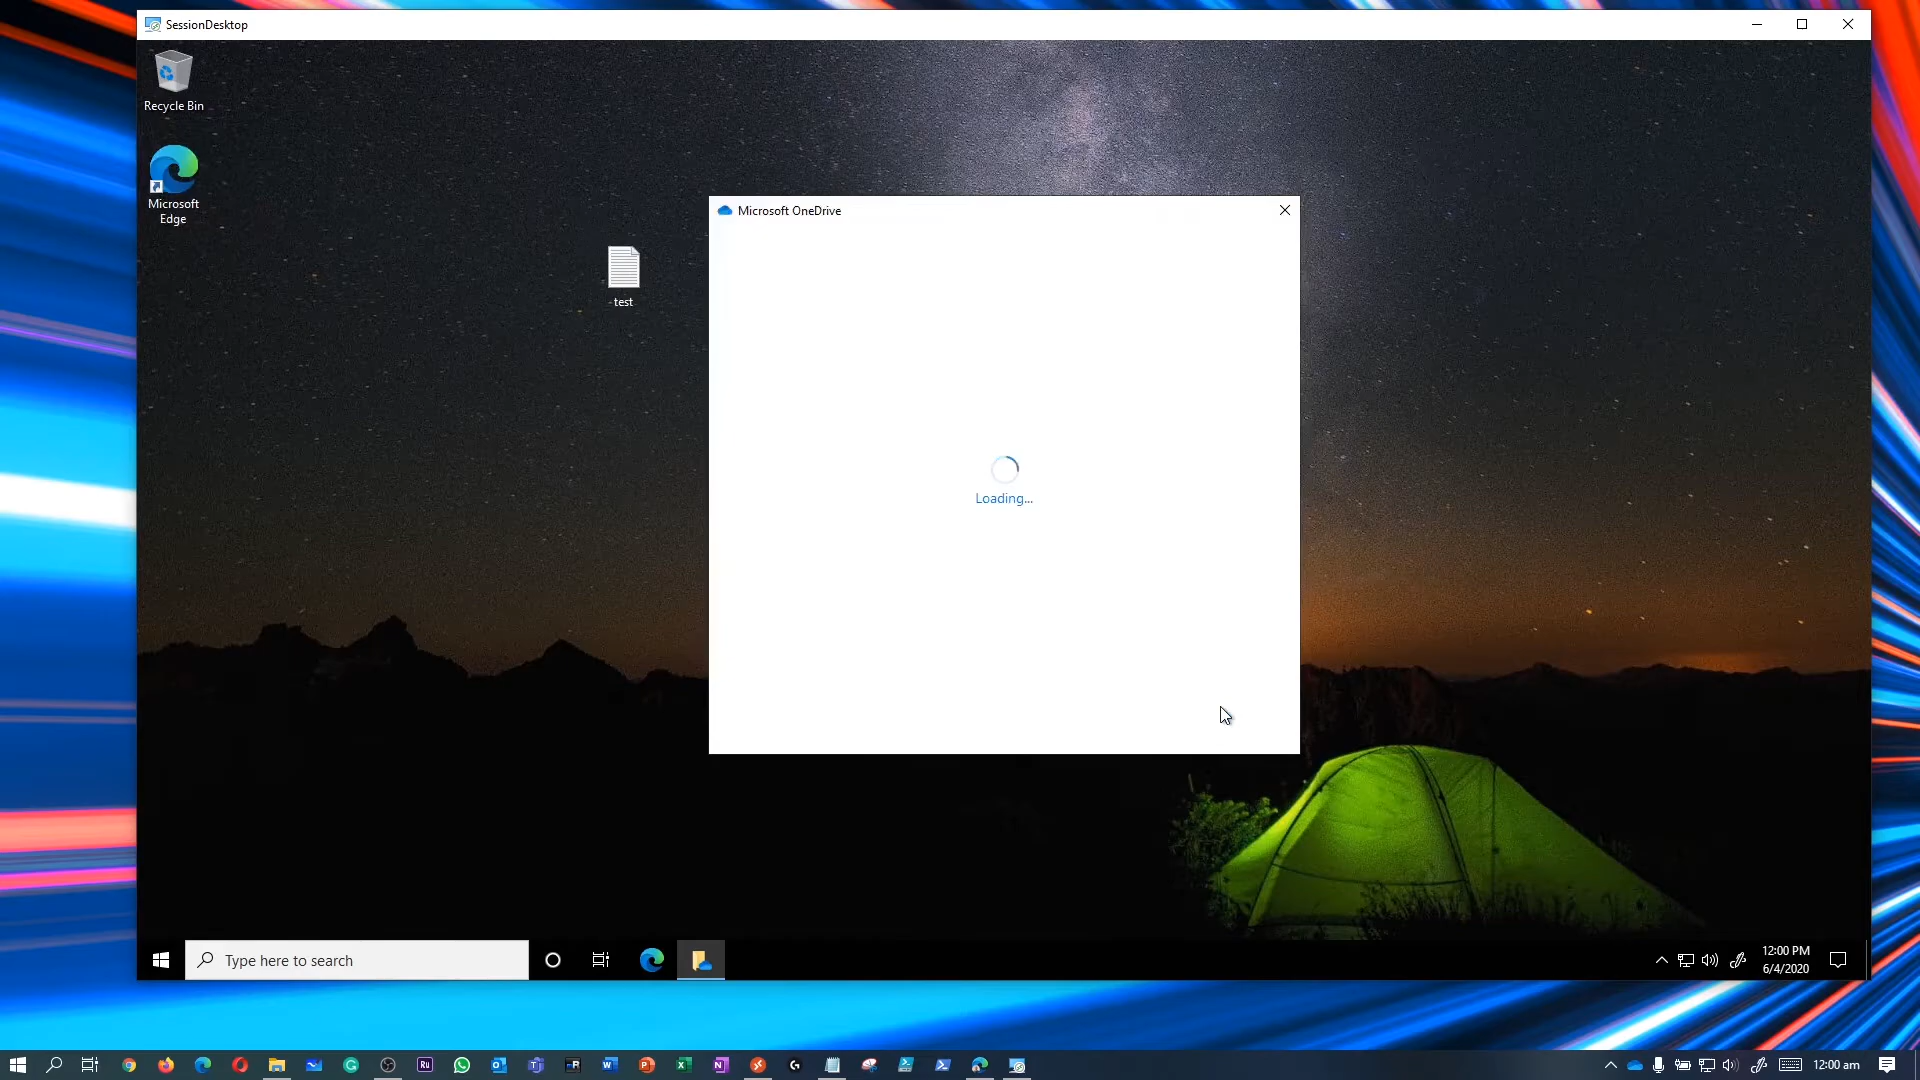 SessionDesktop
Recycle Bin
Microsoft
Edge
test
Microsoft OneDrive
Loading...
Type here to search
12:00 PM
6/4/2020
12:00 am